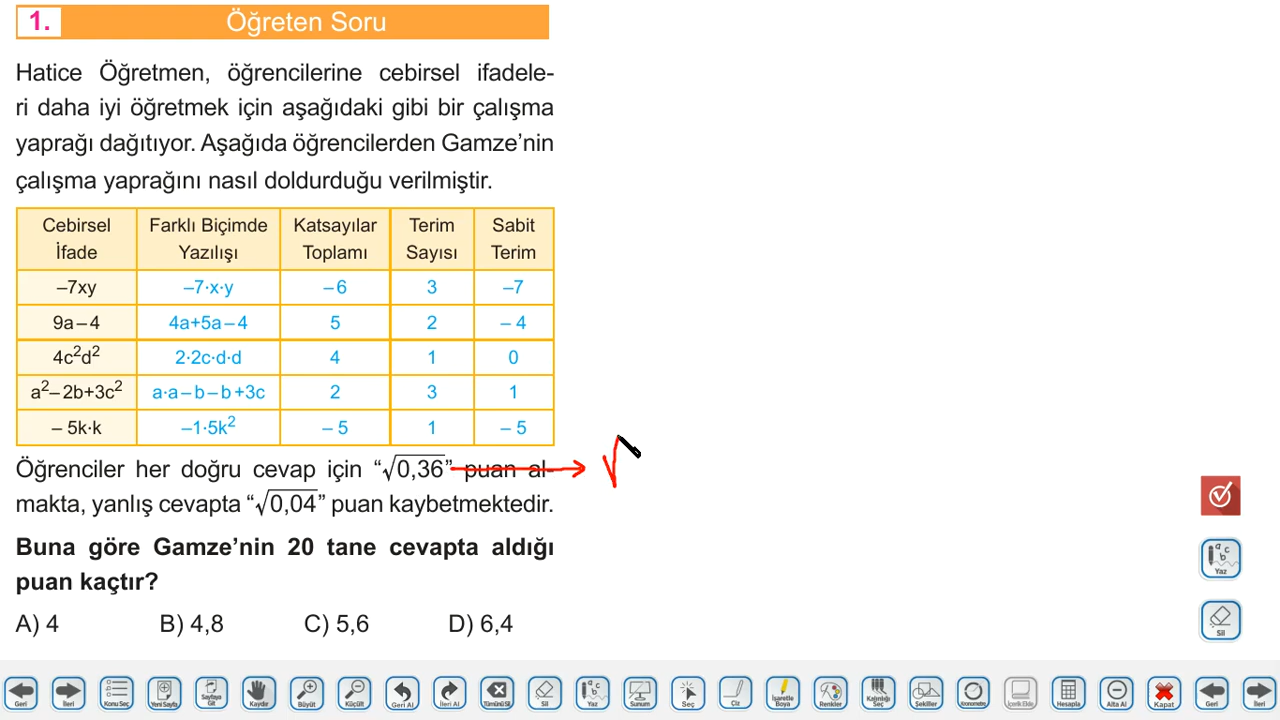 1. Öğreten Soru
Hatice Öğretmen, öğrencilerine cebirsel ifadele-
ri daha iyi öğretmek için aşağıdaki gibi bir çalışma
yaprağı dağıtıyor. Aşağıda öğrencilerden Gamze’nin
çalışma yaprağını nasıl doldurduğu verilmiştir.
Cebirsel İfade | Farklı Biçimde Yazılışı | Katsayılar Toplamı | Terim Sayısı | Sabit Terim
–7xy | –7·x·y | –6 | 3 | –7
9a–4 | 4a+5a–4 | 5 | 2 | –4
4c²d² | 2·2c·d·d | 4 | 1 | 0
a²–2b+3c² | a·a–b–b+3c | 2 | 3 | 1
–5k·k | –1·5k² | –5 | 1 | –5
Öğrenciler her doğru cevap için “√0,36” puan al-
makta, yanlış cevapta “√0,04” puan kaybetmektedir.
Buna göre Gamze’nin 20 tane cevapta aldığı
puan kaçtır?
A) 4 B) 4,8 C) 5,6 D) 6,4
√
Yaz
Sil
Geri İleri Konu Seç Yeni Sayfa Sayfaya Git Kaydır Büyüt Küçült Geri Al İleri Al Tümünü Sil Sil Yaz Sunum Seç Çiz İşaretle Boya Renkler Kalınlığı Seç Şekiller Kronometre İçerik Ekle Hesapla Alta Al Kapat Geri İleri